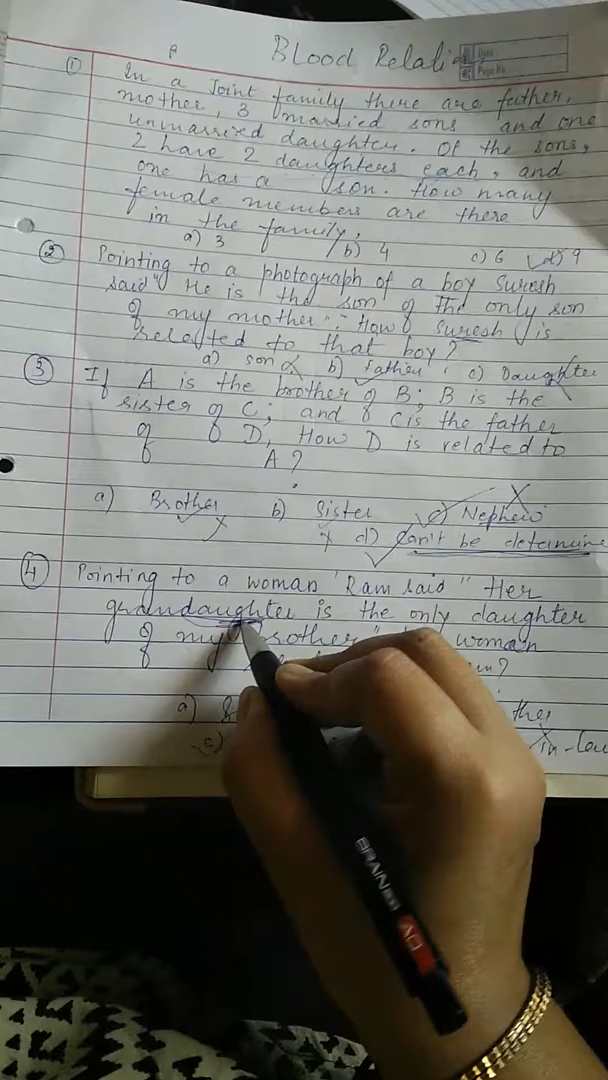 Blood Relati
Date
Page No.
① In a Joint family there are father,
mother, 3 married sons and one
unmarried daughter. Of the sons,
2 have 2 daughters each, and
one has a son. How many
female members are there
in the family,
a) 3 b) 4 c) 6 d) 9
② Pointing to a photograph of a boy Suresh
said " He is the son of the only son
of my mother". How Suresh is
related to that boy?
a) son b) father c) Daughter
③ If A is the brother of B; B is the
sister of C; and C is the father
of D, How D is related to
A?
a) Brother b) Sister c) Nephew
d) Can't be determine
④ Pointing to a woman Ram said " Her
granddaughter is the only daughter
of my brother" woman
a)
c) in-law
BRAIN